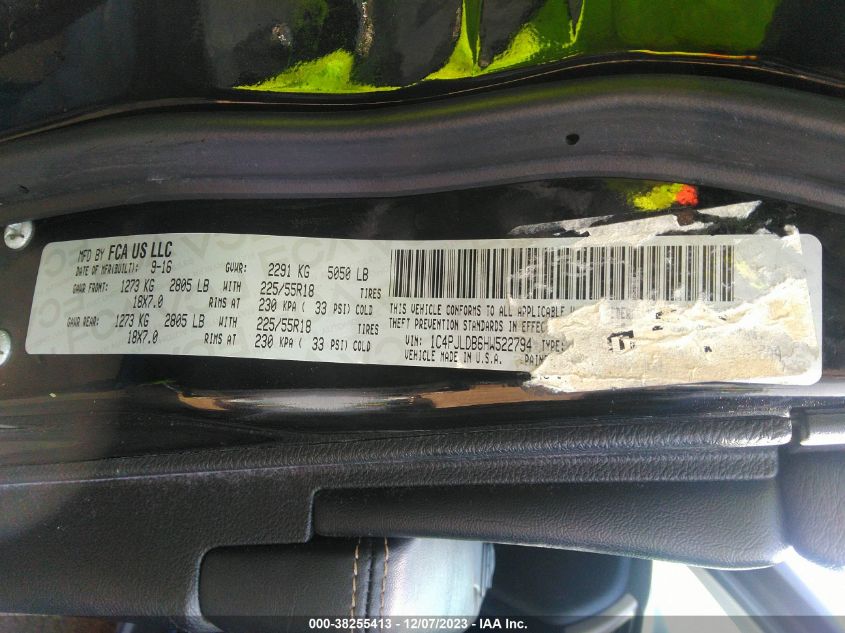 MFD BY FCA US LLC
DATE OF MFR(BUILT): 9-16 GVWR: 2291 KG 5050 LB
GAWR FRONT: 1273 KG 2805 LB WITH 225/55R18 TIRES
18X7.0 RIMS AT 230 KPA ( 33 PSI) COLD
GAWR REAR: 1273 KG 2805 LB WITH 225/55R18 TIRES
18X7.0 RIMS AT 230 KPA ( 33 PSI) COLD
THIS VEHICLE CONFORMS TO ALL APPLICABLE
THEFT PREVENTION STANDARDS IN EFFEC
VIN: 1C4PJLDB6HW522794 TYPE:
VEHICLE MADE IN U.S.A. PAIN
000-38255413 - 12/07/2023 - IAA Inc.